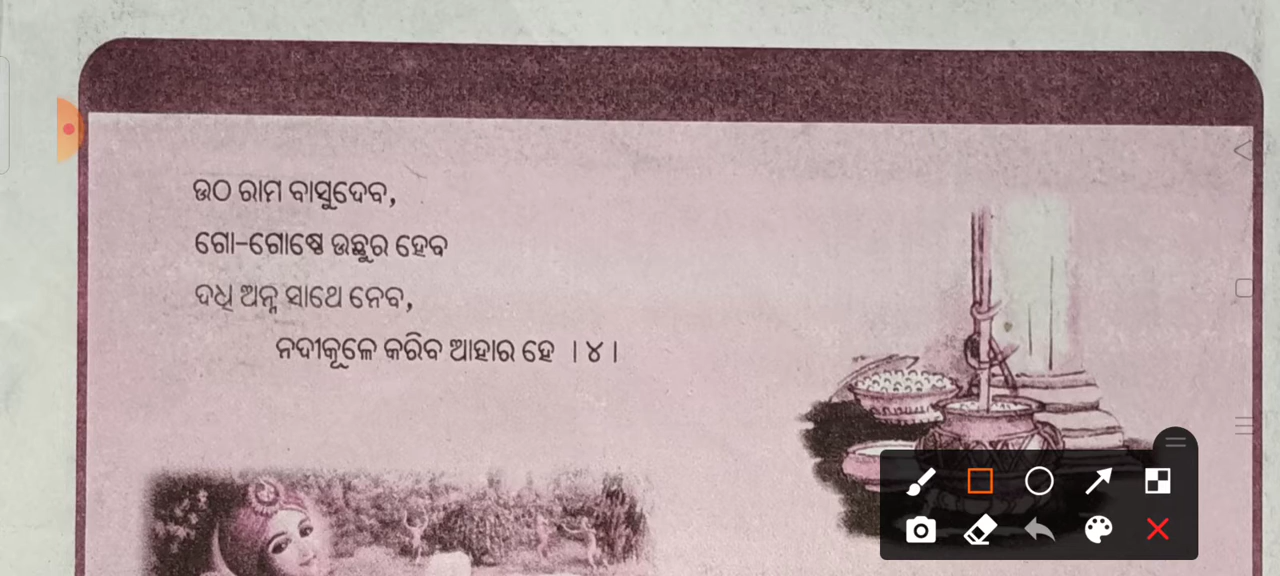 ଉଠ ରାମ ବାସୁଦେବ,
ଗୋ-ଗୋଷ୍ଠେ ଉଛୁର ହେବ
ଦଧି ଅନ୍ନ ସାଥେ ନେବ,
ନଦୀକୂଳେ କରିବ ଆହାର ହେ ।୪।